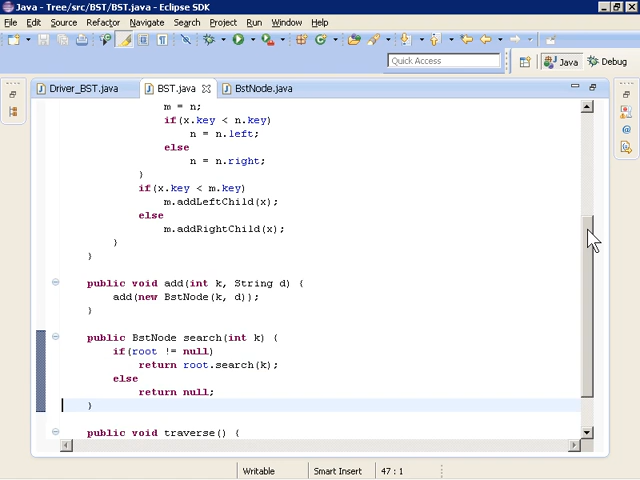 Java - Tree/src/BST/BST.java - Eclipse SDK
File Edit Source Refactor Navigate Search Project Run Window Help
Quick Access
Java Debug
Driver_BST.java BST.java BstNode.java
m = n;
if(x.key < n.key)
n = n.left;
else
n = n.right;
}
if(x.key < m.key)
m.addLeftChild(x);
else
m.addRightChild(x);
}
}
public void add(int k, String d) {
add(new BstNode(k, d));
}
public BstNode search(int k) {
if(root != null)
return root.search(k);
else
return null;
}
public void traverse() {
Writable Smart Insert 47 : 1